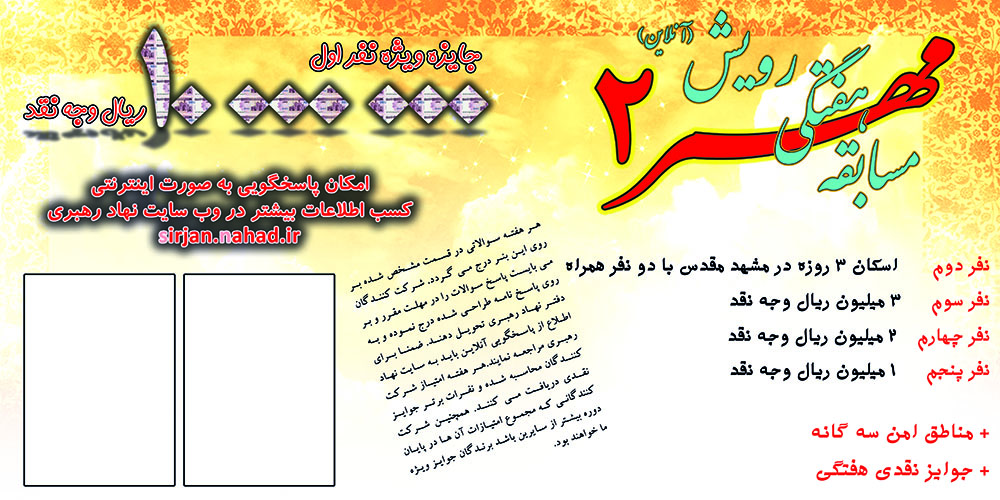 مسابقه هفتگی رویش (آنلاین)
مهر ۲
جایزه ویژه نفر اول
۱۰ ۰۰۰ ۰۰۰ ریال وجه نقد
امکان پاسخگویی به صورت اینترنتی
کسب اطلاعات بیشتر در وب سایت نهاد رهبری
sirjan.nahad.ir
نفر دوم اسکان ۳ روزه در مشهد مقدس با دو نفر همراه
نفر سوم ۳ میلیون ریال وجه نقد
نفر چهارم ۲ میلیون ریال وجه نقد
نفر پنجم ۱ میلیون ریال وجه نقد
+ مناطق امن سه گانه
+ جوایز نقدی هفتگی
هر هفته سوالاتی در قسمت مشخص شده بر
روی این بنر درج می گردد. شرکت کنندگان
می بایست پاسخ سوالات را در مهلت مقرر و بر
روی پاسخ نامه طراحی شده درج نموده و به
دفتر نهاد رهبری تحویل دهند. ضمنا برای
اطلاع از پاسخگویی آنلاین باید به سایت نهاد
رهبری مراجعه نمایند.هر هفته امتیاز شرکت
کنندگان محاسبه شده و نفرات برتر جوایز
نقدی دریافت می کنند. همچنین شرکت
کنندگانی که مجموع امتیازات آن ها در پایان
دوره بیشتر از سایرین باشد برندگان جوایز ویژه
ما خواهند بود.